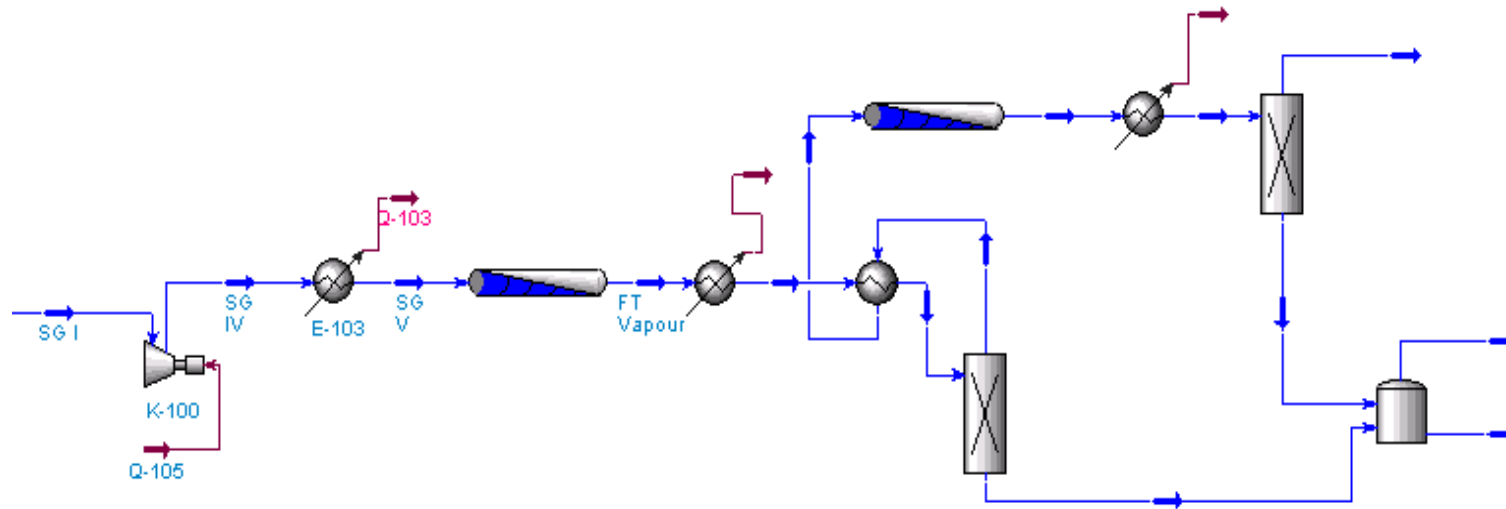 Q-103
SG I
SG
IV
E-103
SG
V
FT
Vapour
K-100
Q-105